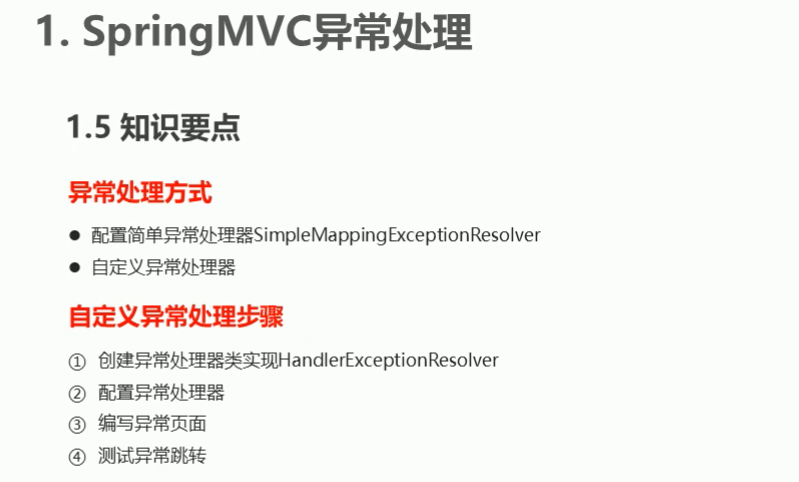 1. SpringMVC异常处理
1.5 知识要点
异常处理方式
● 配置简单异常处理器SimpleMappingExceptionResolver
● 自定义异常处理器
自定义异常处理步骤
① 创建异常处理器类实现HandlerExceptionResolver
② 配置异常处理器
③ 编写异常页面
④ 测试异常跳转